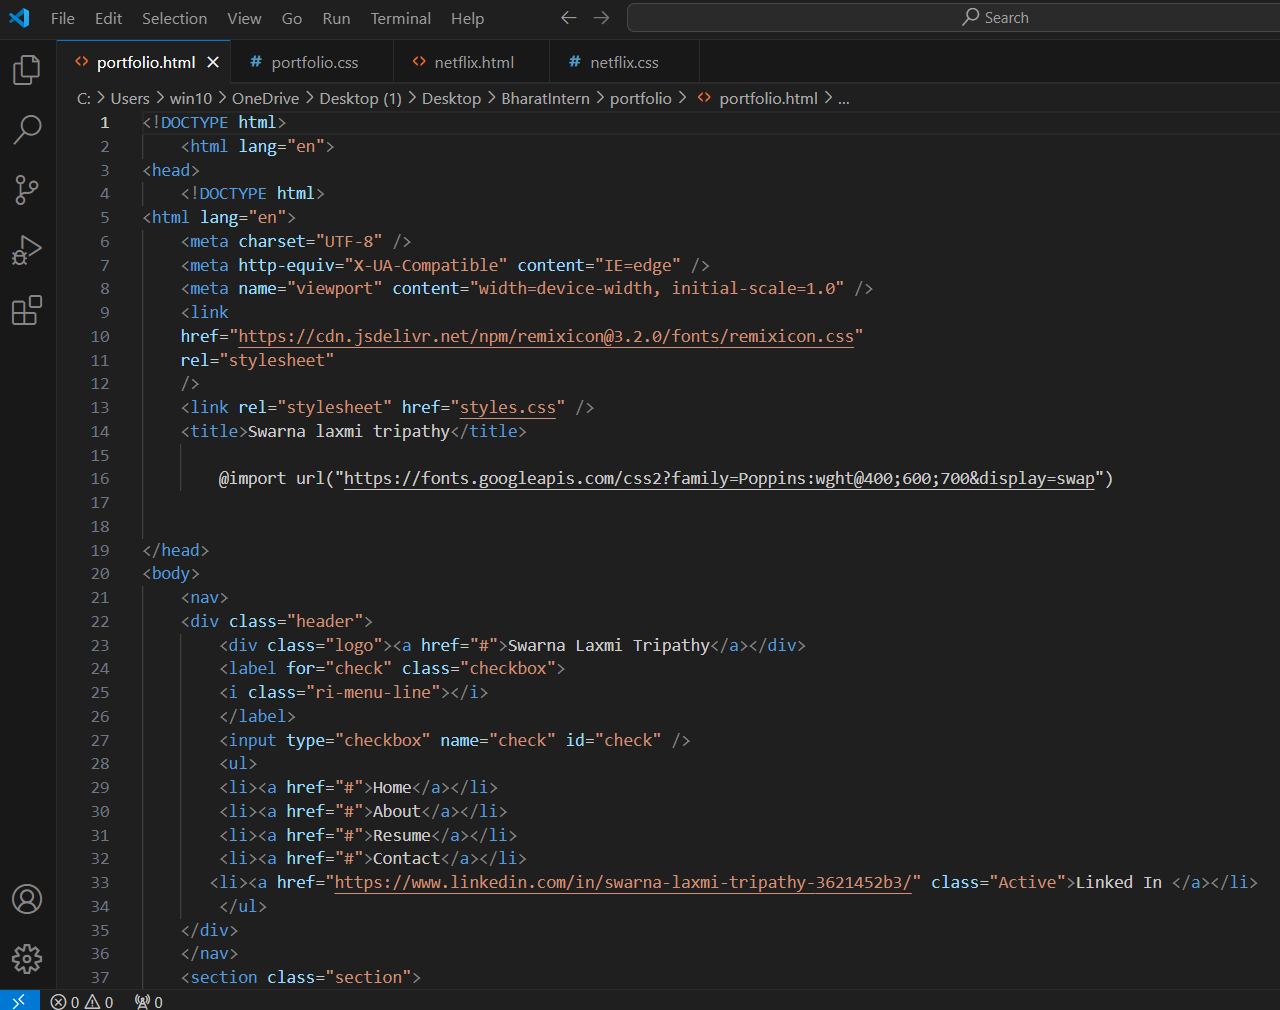 File Edit Selection View Go Run Terminal Help Search
portfolio.html portfolio.css netflix.html netflix.css
C: > Users > win10 > OneDrive > Desktop (1) > Desktop > BharatIntern > portfolio > portfolio.html > ...
1 <!DOCTYPE html>
2 <html lang="en">
3 <head>
4 <!DOCTYPE html>
5 <html lang="en">
6 <meta charset="UTF-8" />
7 <meta http-equiv="X-UA-Compatible" content="IE=edge" />
8 <meta name="viewport" content="width=device-width, initial-scale=1.0" />
9 <link
10 href="https://cdn.jsdelivr.net/npm/remixicon@3.2.0/fonts/remixicon.css"
11 rel="stylesheet"
12 />
13 <link rel="stylesheet" href="styles.css" />
14 <title>Swarna laxmi tripathy</title>
15
16 @import url("https://fonts.googleapis.com/css2?family=Poppins:wght@400;600;700&display=swap")
17
18
19 </head>
20 <body>
21 <nav>
22 <div class="header">
23 <div class="logo"><a href="#">Swarna Laxmi Tripathy</a></div>
24 <label for="check" class="checkbox">
25 <i class="ri-menu-line"></i>
26 </label>
27 <input type="checkbox" name="check" id="check" />
28 <ul>
29 <li><a href="#">Home</a></li>
30 <li><a href="#">About</a></li>
31 <li><a href="#">Resume</a></li>
32 <li><a href="#">Contact</a></li>
33 <li><a href="https://www.linkedin.com/in/swarna-laxmi-tripathy-3621452b3/" class="Active">Linked In </a></li>
34 </ul>
35 </div>
36 </nav>
37 <section class="section">
0 0 0